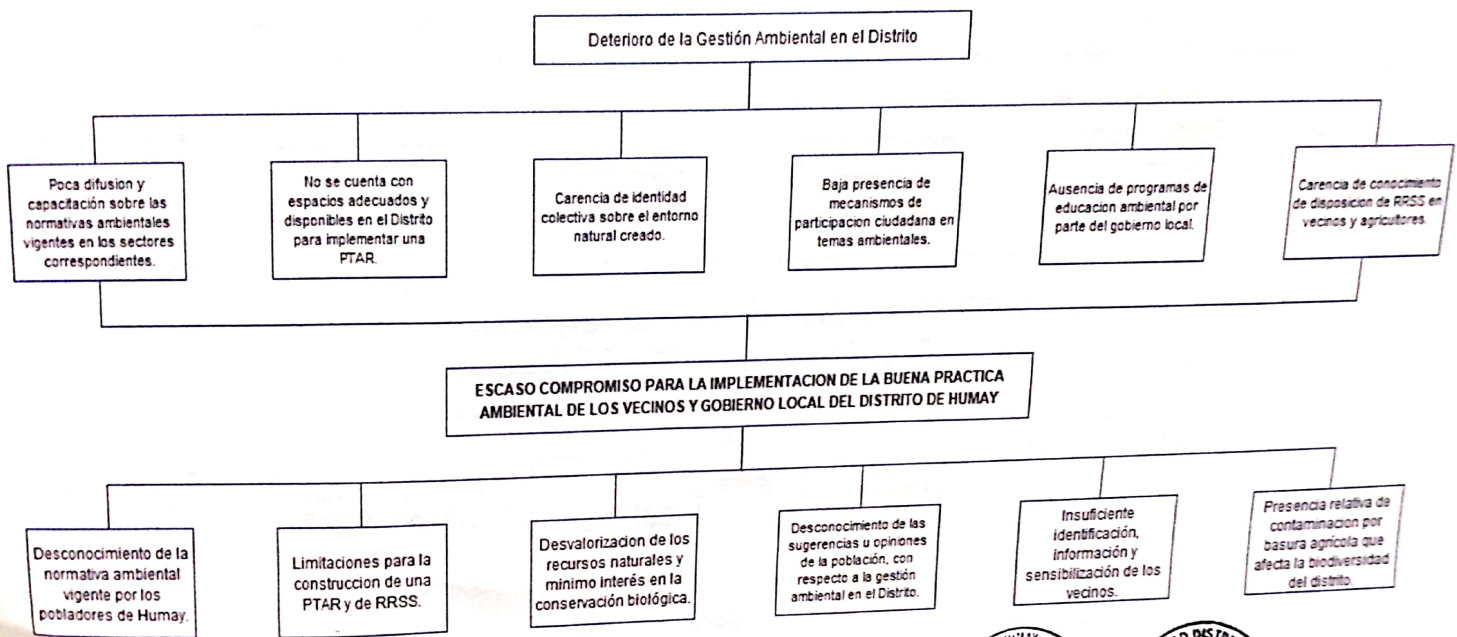 Deterioro de la Gestión Ambiental en el Distrito
Poca difusion y
capacitación sobre las
normativas ambientales
vigentes en los sectores
correspondientes.
No se cuenta con
espacios adecuados y
disponibles en el Distrito
para implementar una
PTAR.
Carencia de identidad
colectiva sobre el entorno
natural creado.
Baja presencia de
mecanismos de
participacion ciudadana en
temas ambientales.
Ausencia de programas de
educacion ambiental por
parte del gobierno local.
Carencia de conocimiento
de disposicion de RRSS en
vecinos y agricultores.
ESCASO COMPROMISO PARA LA IMPLEMENTACION DE LA BUENA PRACTICA
AMBIENTAL DE LOS VECINOS Y GOBIERNO LOCAL DEL DISTRITO DE HUMAY
Desconocimiento de la
normativa ambiental
vigente por los
pobladores de Humay.
Limitaciones para la
construccion de una
PTAR y de RRSS.
Desvalorizacion de los
recursos naturales y
minimo interés en la
conservación biológica.
Desconocimiento de las
sugerencias u opiniones
de la población, con
respecto a la gestión
ambiental en el Distrito.
Insuficiente
identificación,
información y
sensibilización de los
vecinos.
Presencia relativa de
contaminacion por
basura agrícola que
afecta la biodiversidad
del distrito.
HUMAY